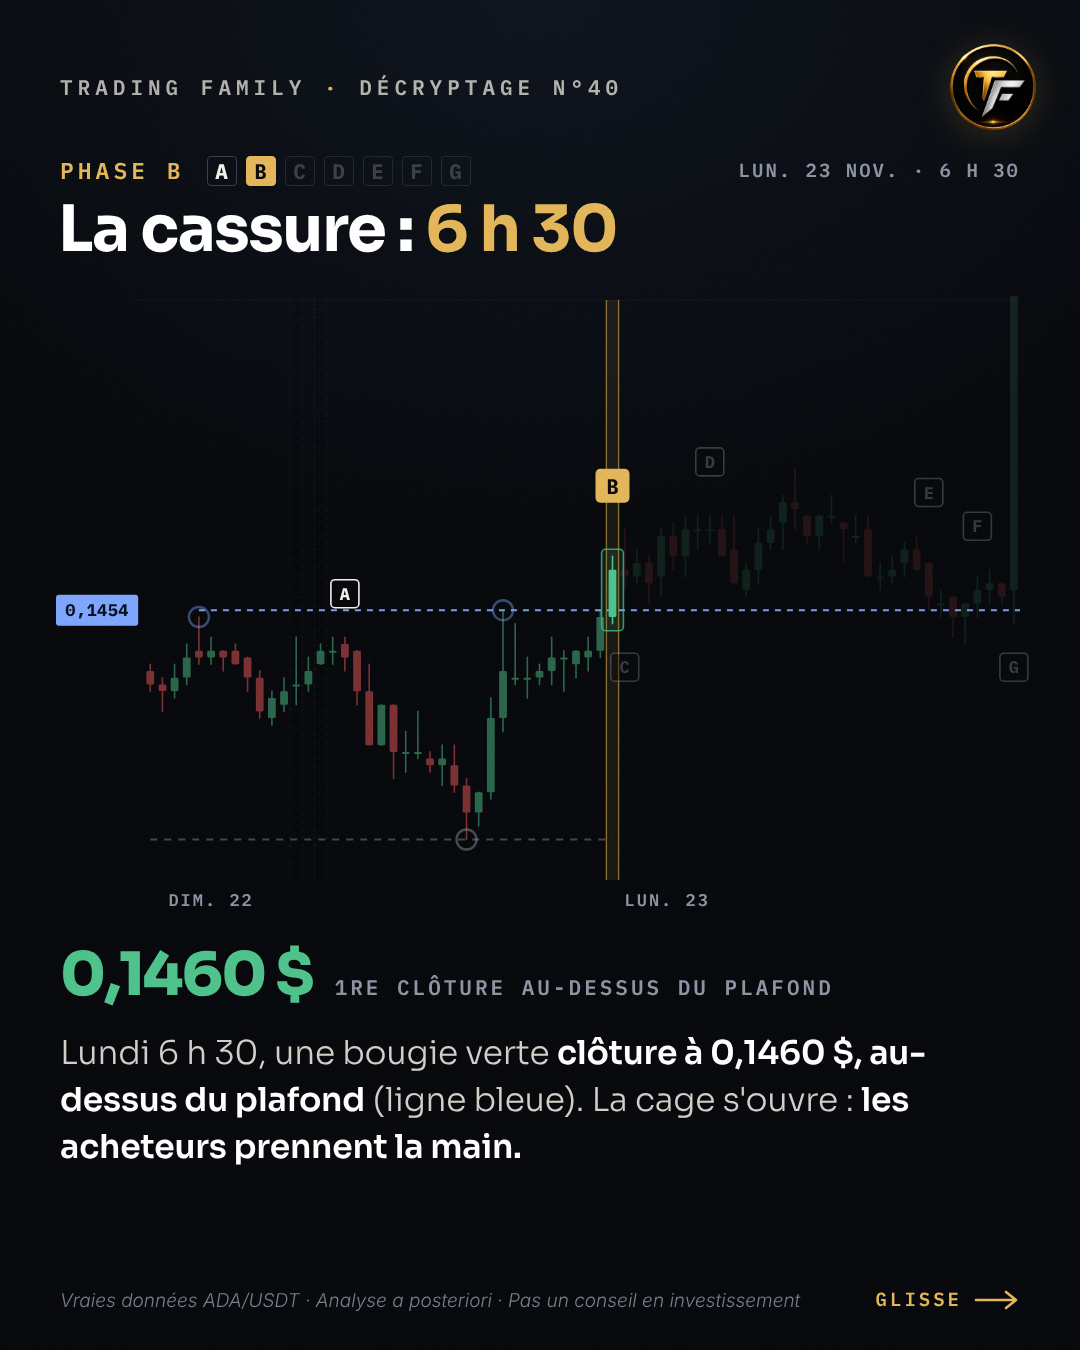 TRADING FAMILY · DÉCRYPTAGE N°40
TF
PHASE B A B C D E F G
LUN. 23 NOV. · 6 H 30
La cassure : 6 h 30
D
B
E
F
A
0,1454
C
G
DIM. 22
LUN. 23
0,1460 $ 1RE CLÔTURE AU-DESSUS DU PLAFOND
Lundi 6 h 30, une bougie verte clôture à 0,1460 $, au-
dessus du plafond (ligne bleue). La cage s'ouvre : les
acheteurs prennent la main.
Vraies données ADA/USDT · Analyse a posteriori · Pas un conseil en investissement
GLISSE →